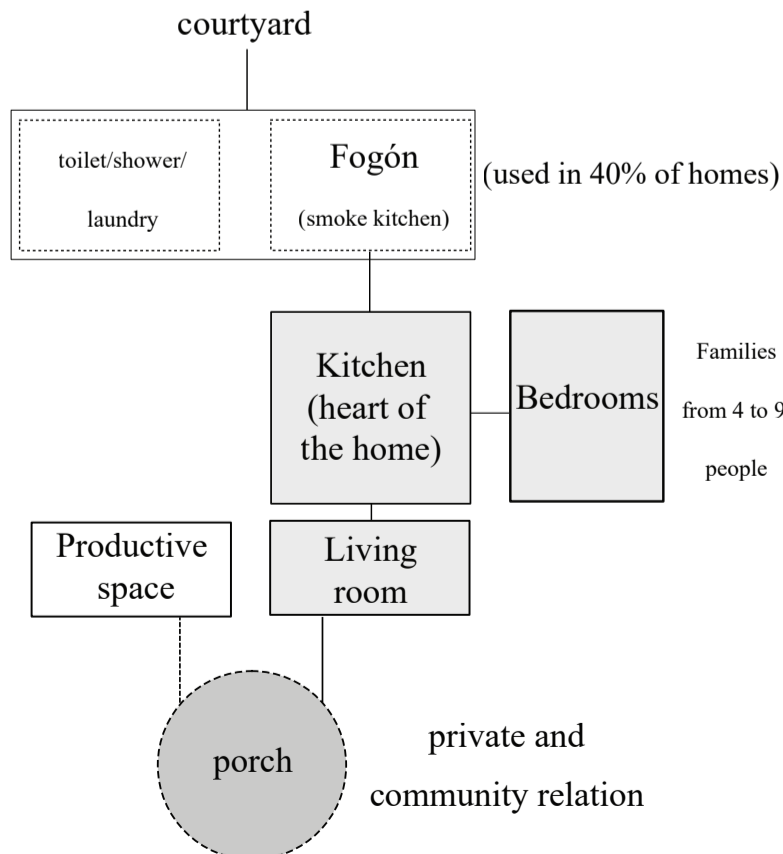 courtyard
toilet/shower/
laundry
Fogón
(smoke kitchen)
(used in 40% of homes)
Kitchen
(heart of
the home)
Bedrooms
Families
from 4 to 9
people
Productive
space
Living
room
porch
private and
community relation